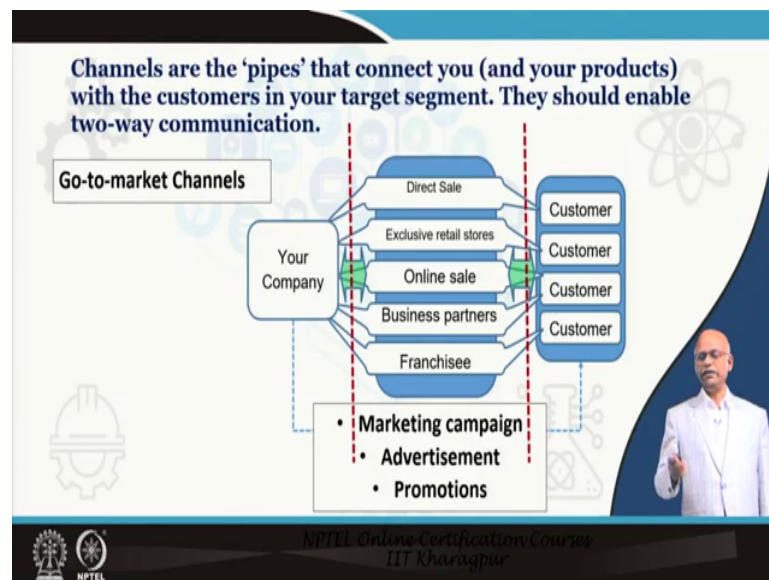 Channels are the 'pipes' that connect you (and your products)
with the customers in your target segment. They should enable
two-way communication.
Go-to-market Channels
Your
Company
Direct Sale
Exclusive retail stores
Online sale
Business partners
Franchisee
Customer
Customer
Customer
Customer
• Marketing campaign
• Advertisement
• Promotions
NPTEL Online Certification Courses
IIT Kharagpur
NPTEL